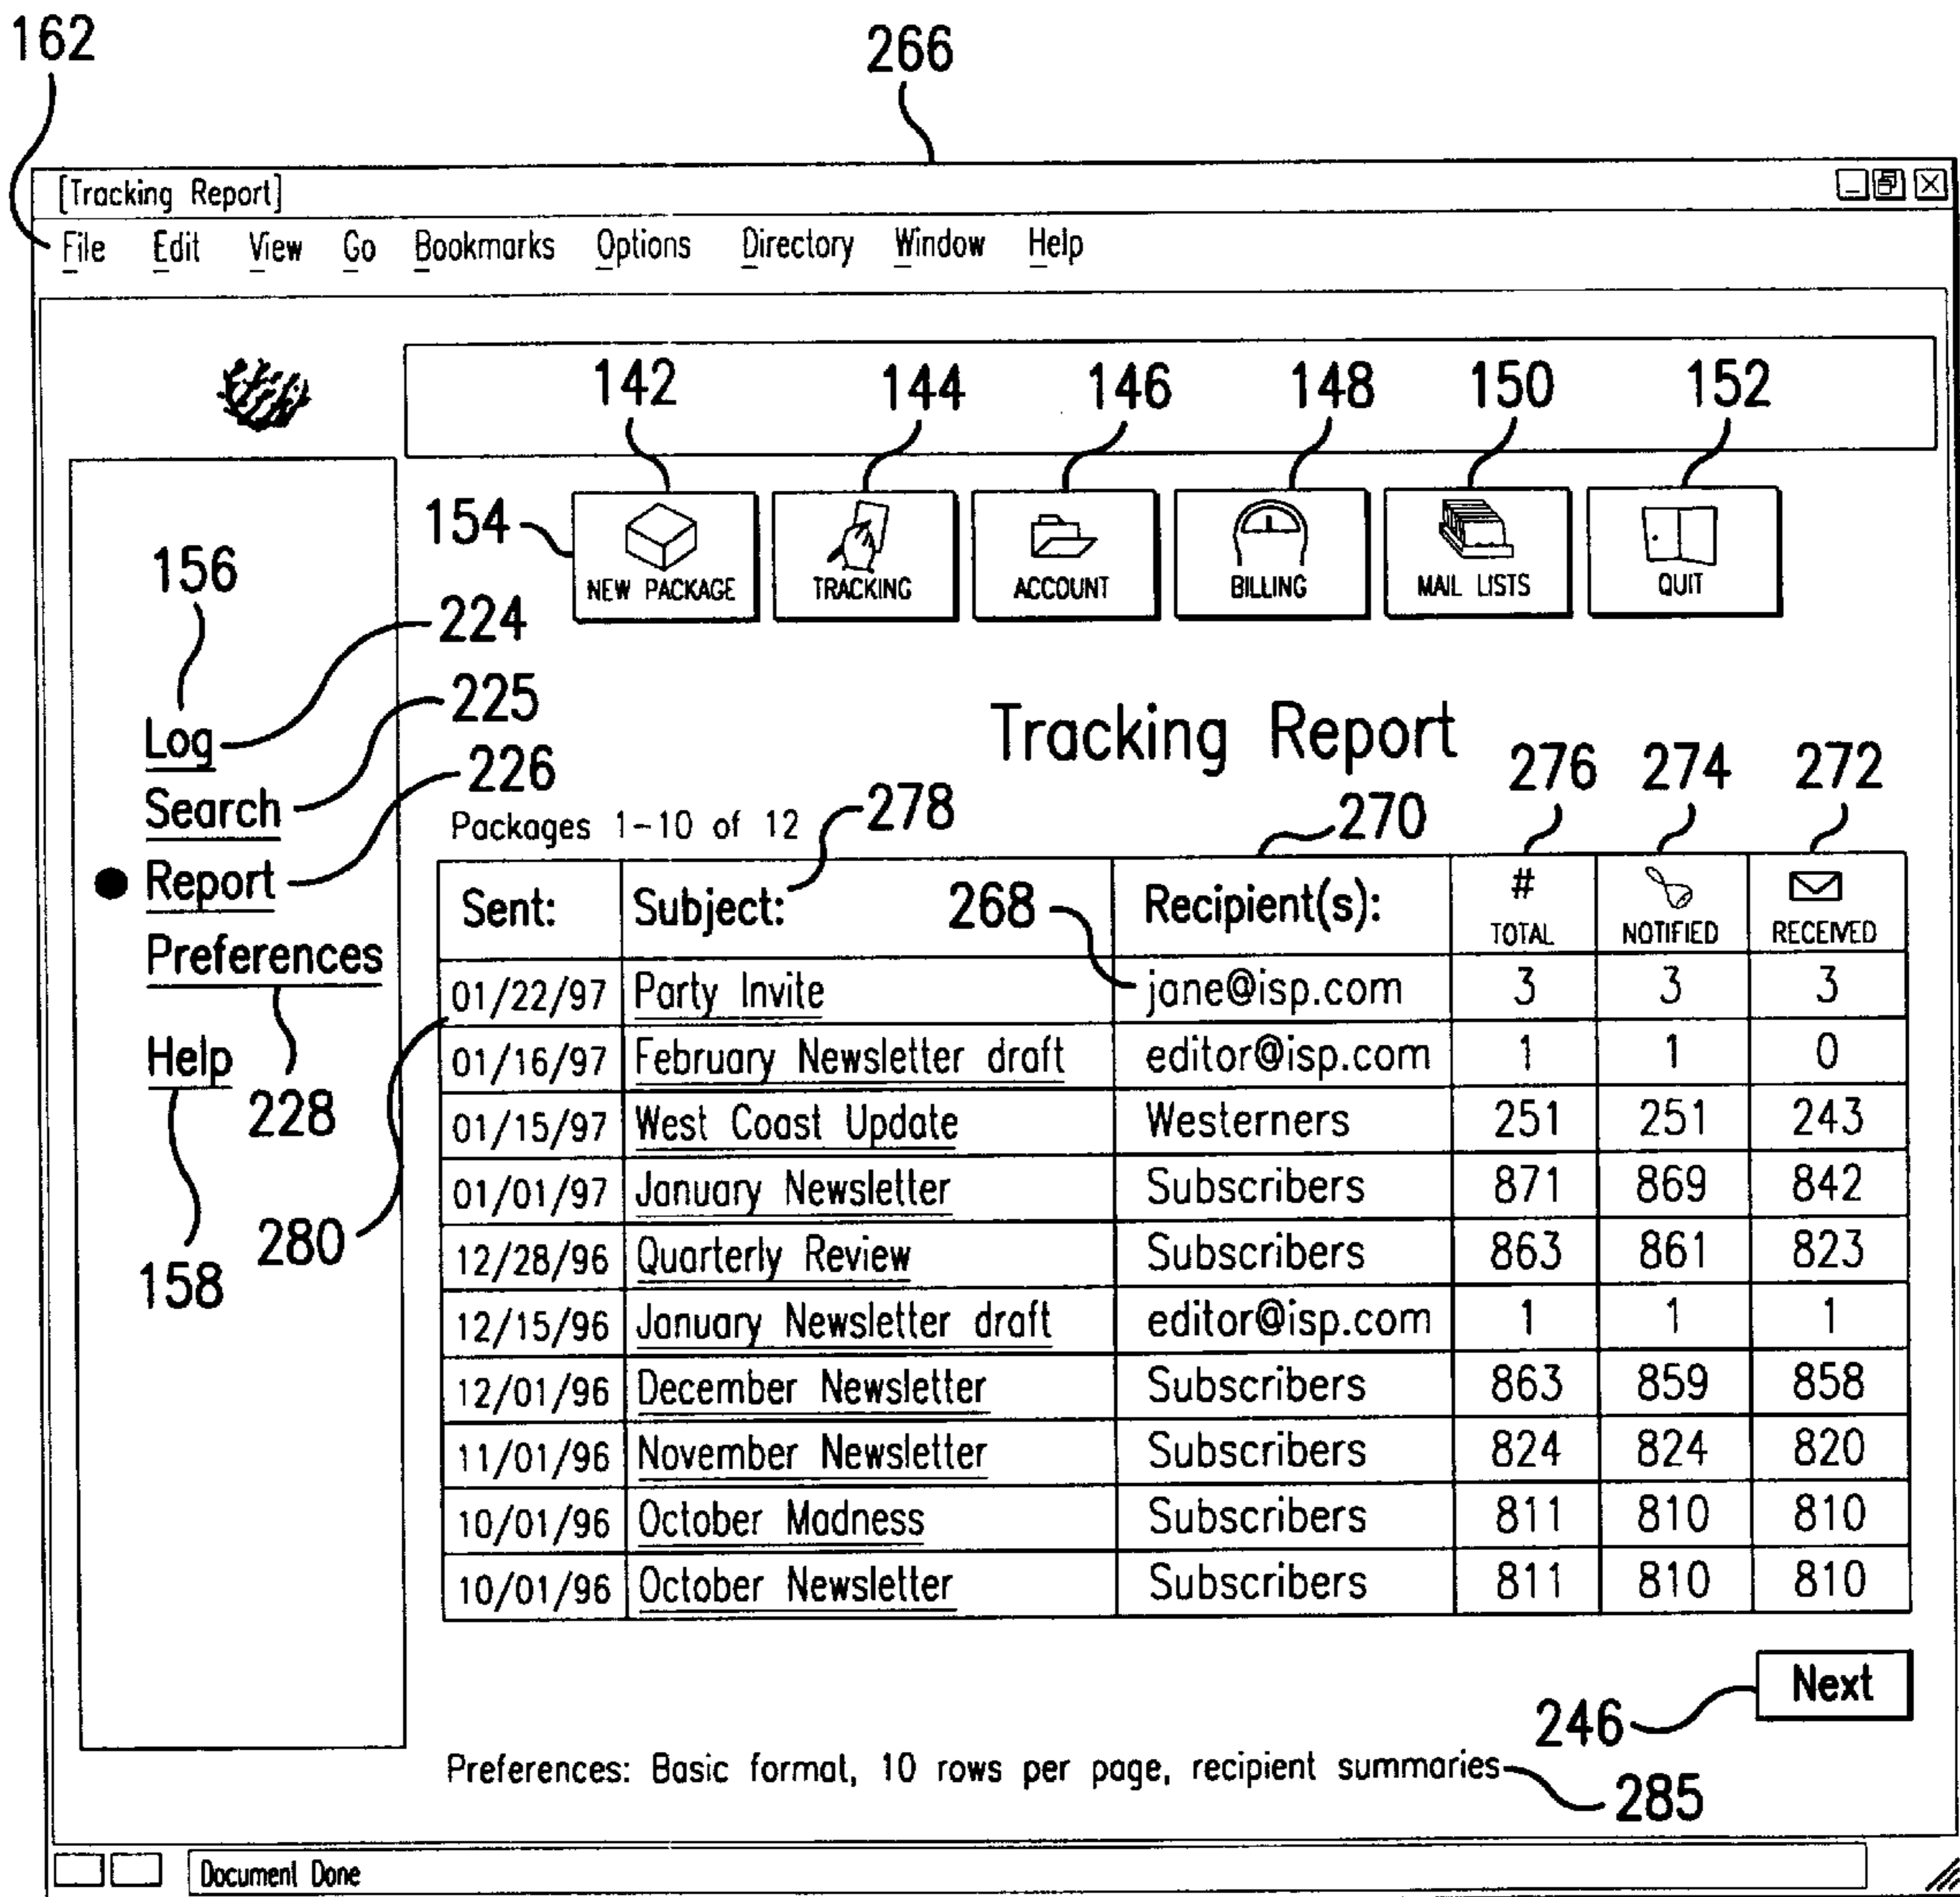 162
266
[Tracking Report]
File Edit View Go Bookmarks Options Directory Window Help
142 144 146 148 150 152
154
NEW PACKAGE TRACKING ACCOUNT BILLING MAIL LISTS QUIT
156
224
225
Log
Tracking Report
226
276 274 272
Search
Packages 1-10 of 12
278
270
Report
Preferences
Help
228
280
158
268
Sent: Subject: Recipient(s): # TOTAL NOTIFIED RECEIVED
01/22/97 Party Invite jane@isp.com 3 3 3
01/16/97 February Newsletter draft editor@isp.com 1 1 0
01/15/97 West Coast Update Westerners 251 251 243
01/01/97 January Newsletter Subscribers 871 869 842
12/28/96 Quarterly Review Subscribers 863 861 823
12/15/96 January Newsletter draft editor@isp.com 1 1 1
12/01/96 December Newsletter Subscribers 863 859 858
11/01/96 November Newsletter Subscribers 824 824 820
10/01/96 October Madness Subscribers 811 810 810
10/01/96 October Newsletter Subscribers 811 810 810
Next
246
Preferences: Basic format, 10 rows per page, recipient summaries
285
Document Done